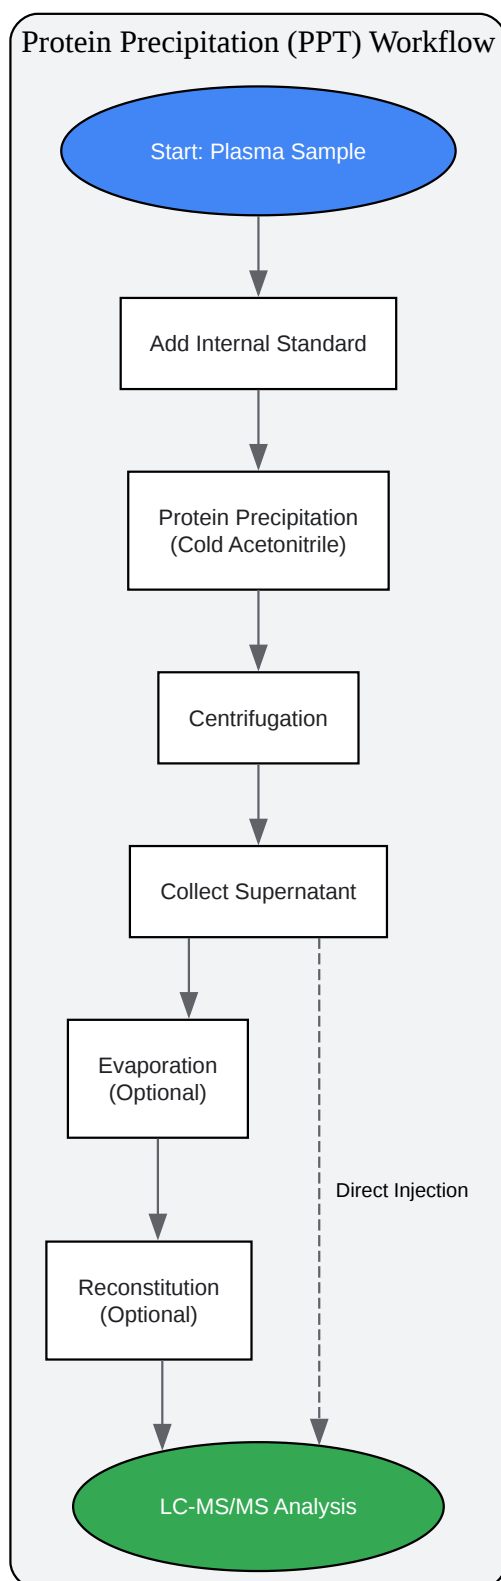 Protein Precipitation (PPT) Workflow
Start: Plasma Sample
Add Internal Standard
Protein Precipitation
(Cold Acetonitrile)
Centrifugation
Collect Supernatant
Evaporation
(Optional)
Direct Injection
Reconstitution
(Optional)
LC-MS/MS Analysis